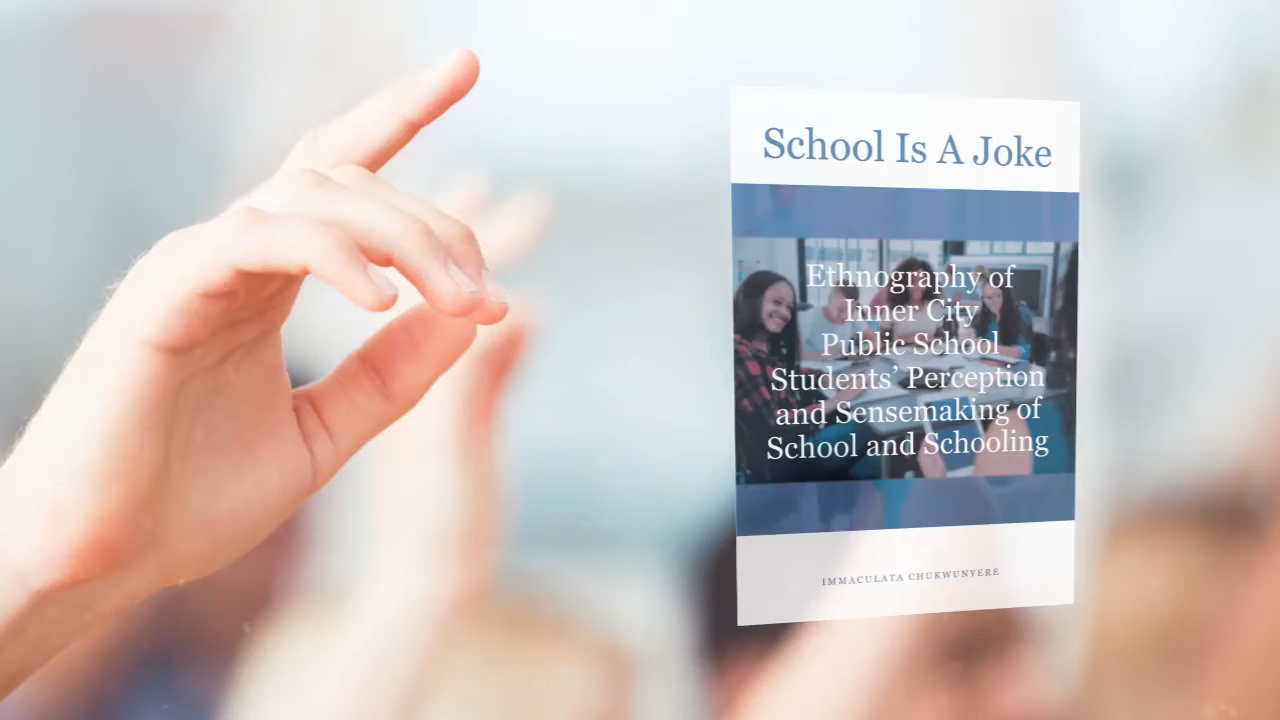 School Is A Joke
Ethnography of
Inner City
Public School
Students’ Perception
and Sensemaking of
School and Schooling
IMMACULATA CHUKWUNYERE